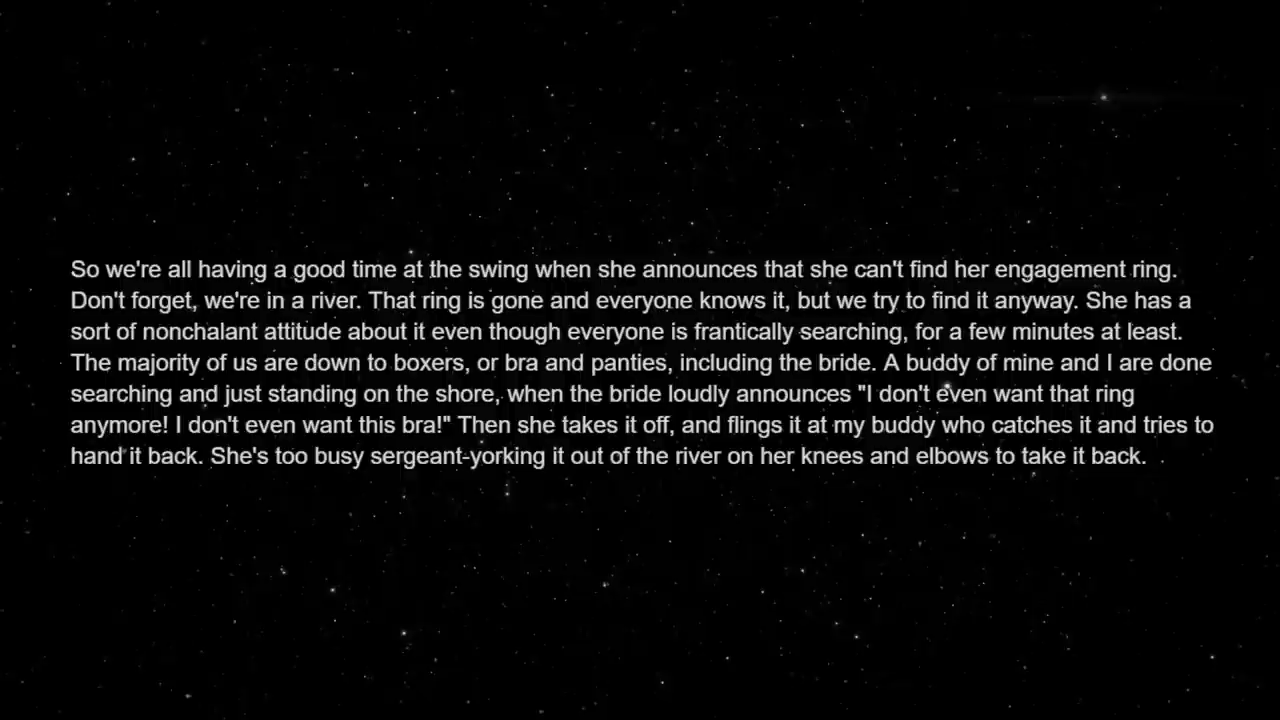 So we're all having a good time at the swing when she announces that she can't find her engagement ring.
Don't forget, we're in a river. That ring is gone and everyone knows it, but we try to find it anyway. She has a
sort of nonchalant attitude about it even though everyone is frantically searching, for a few minutes at least.
The majority of us are down to boxers, or bra and panties, including the bride. A buddy of mine and I are done
searching and just standing on the shore, when the bride loudly announces "I don't even want that ring
anymore! I don't even want this bra!" Then she takes it off, and flings it at my buddy who catches it and tries to
hand it back. She's too busy sergeant-yorking it out of the river on her knees and elbows to take it back.